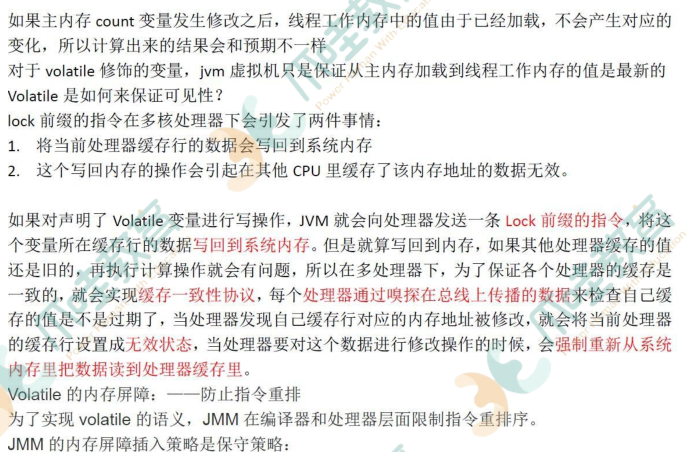 如果主内存 count 变量发生修改之后，线程工作内存中的值由于已经加载，不会产生对应的
变化，所以计算出来的结果会和预期不一样
对于 volatile 修饰的变量，jvm 虚拟机只是保证从主内存加载到线程工作内存的值是最新的
Volatile 是如何来保证可见性？
lock 前缀的指令在多核处理器下会引发了两件事情：
1. 将当前处理器缓存行的数据会写回到系统内存
2. 这个写回内存的操作会引起在其他 CPU 里缓存了该内存地址的数据无效。
如果对声明了 Volatile 变量进行写操作，JVM 就会向处理器发送一条 Lock 前缀的指令，将这
个变量所在缓存行的数据写回到系统内存。但是就算写回到内存，如果其他处理器缓存的值
还是旧的，再执行计算操作就会有问题，所以在多处理器下，为了保证各个处理器的缓存是
一致的，就会实现缓存一致性协议，每个处理器通过嗅探在总线上传播的数据来检查自己缓
存的值是不是过期了，当处理器发现自己缓存行对应的内存地址被修改，就会将当前处理器
的缓存行设置成无效状态，当处理器要对这个数据进行修改操作的时候，会强制重新从系统
内存里把数据读到处理器缓存里。
Volatile 的内存屏障：——防止指令重排
为了实现 volatile 的语义，JMM 在编译器和处理器层面限制指令重排序。
JMM 的内存屏障插入策略是保守策略：